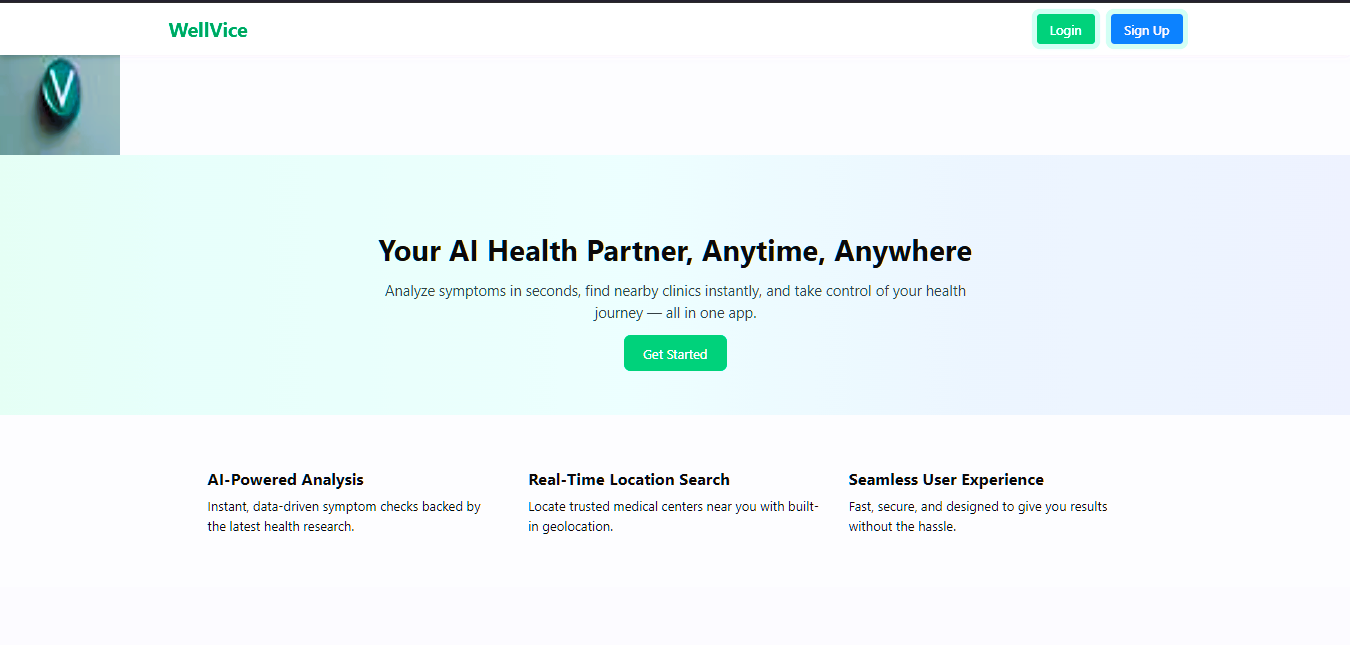 WellVice
Login
Sign Up
V
Your AI Health Partner, Anytime, Anywhere
Analyze symptoms in seconds, find nearby clinics instantly, and take control of your health
journey — all in one app.
Get Started
AI-Powered Analysis
Instant, data-driven symptom checks backed by
the latest health research.
Real-Time Location Search
Locate trusted medical centers near you with built-
in geolocation.
Seamless User Experience
Fast, secure, and designed to give you results
without the hassle.